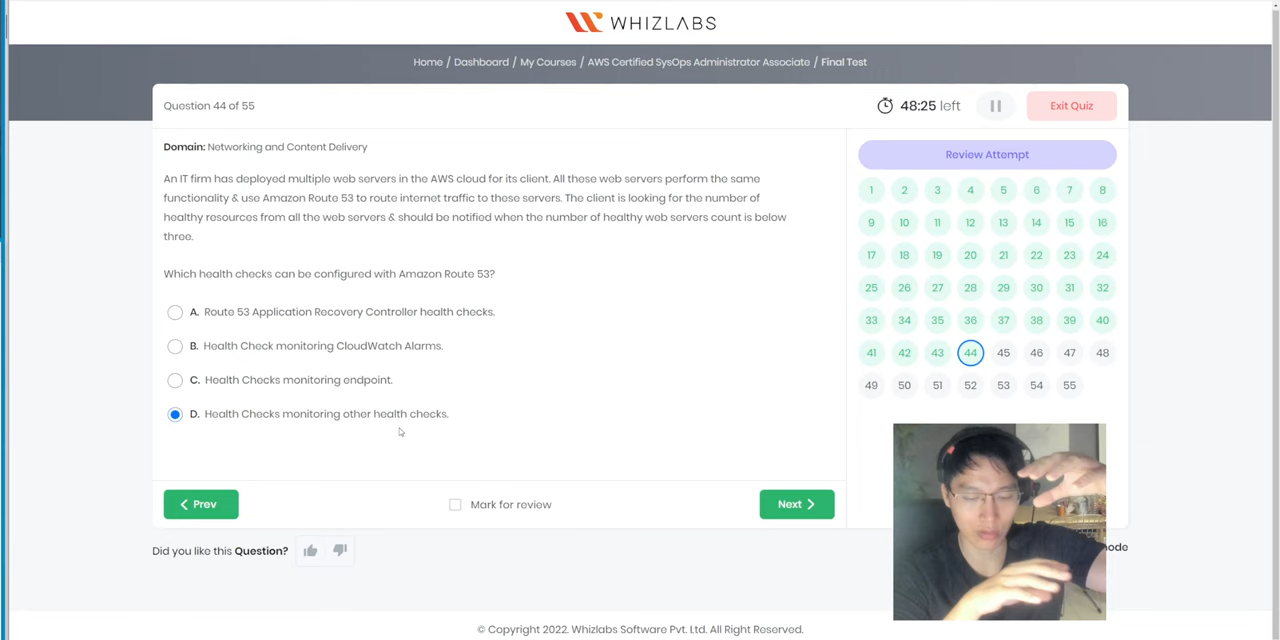 WHIZLABS
Home / Dashboard / My Courses / AWS Certified SysOps Administrator Associate / Final Test
Question 44 of 55
48:25 left
Exit Quiz
Domain: Networking and Content Delivery
An IT firm has deployed multiple web servers in the AWS cloud for its client. All these web servers perform the same
functionality & use Amazon Route 53 to route internet traffic to these servers. The client is looking for the number of
healthy resources from all the web servers & should be notified when the number of healthy web servers count is below
three.
Which health checks can be configured with Amazon Route 53?
A. Route 53 Application Recovery Controller health checks.
B. Health Check monitoring CloudWatch Alarms.
C. Health Checks monitoring endpoint.
D. Health Checks monitoring other health checks.
Prev
Mark for review
Next
Review Attempt
1 2 3 4 5 6 7 8
9 10 11 12 13 14 15 16
17 18 19 20 21 22 23 24
25 26 27 28 29 30 31 32
33 34 35 36 37 38 39 40
41 42 43 44 45 46 47 48
49 50 51 52 53 54 55
Did you like this Question?
© Copyright 2022. Whizlabs Software Pvt. Ltd. All Right Reserved.